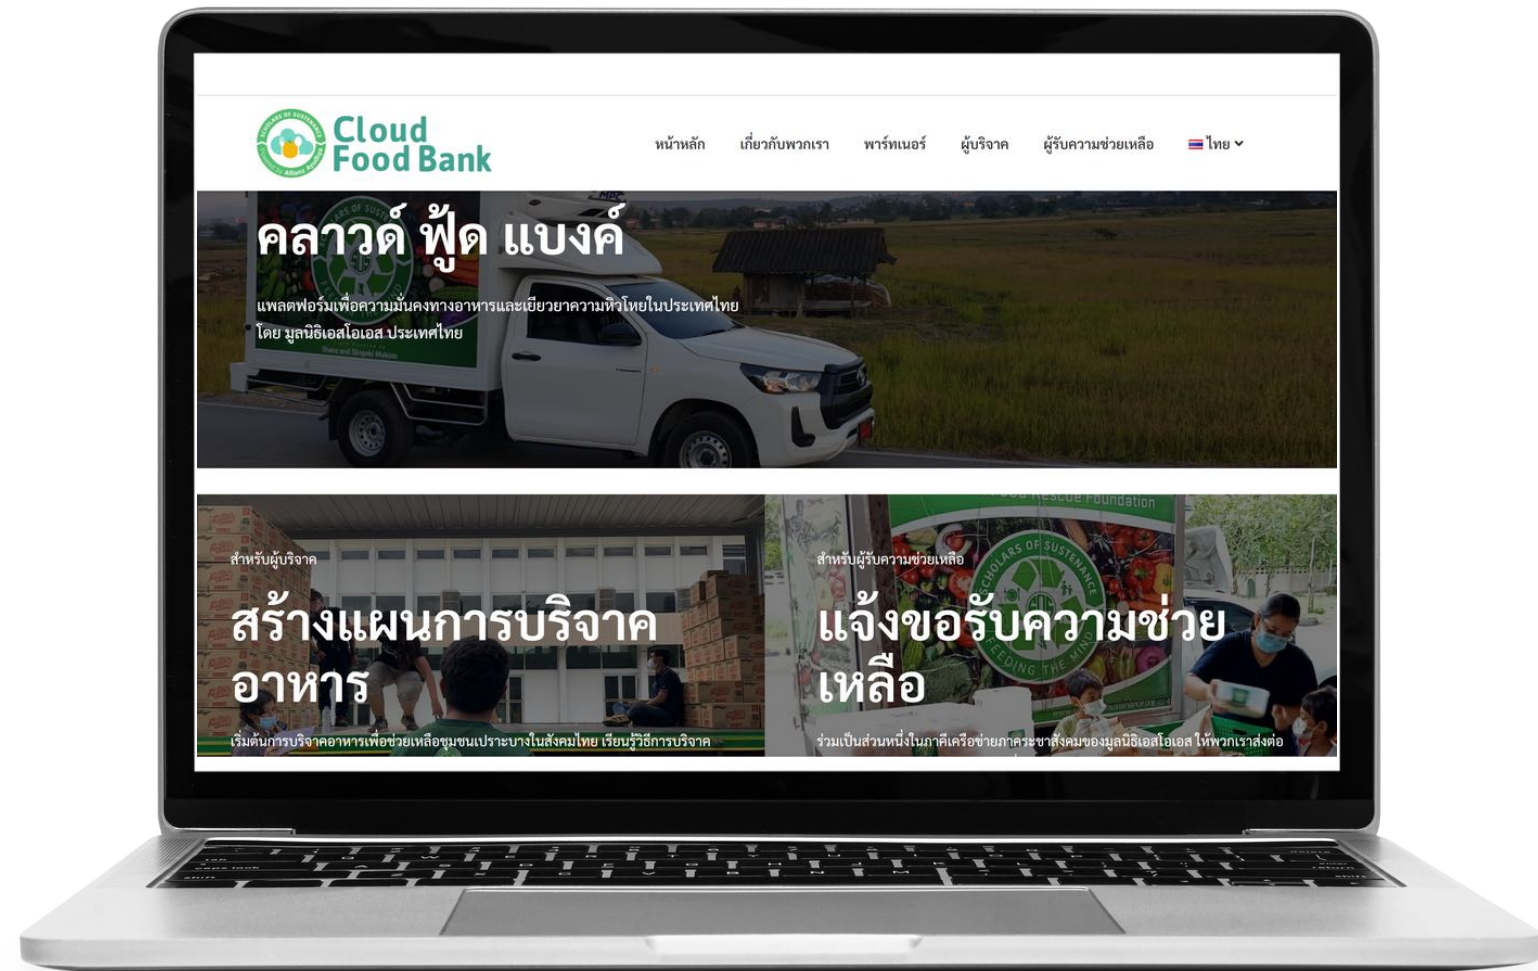 Cloud
Food Bank
SCHOLARS OF SUSTENANCE
by Allianz Ayudhya
หน้าหลัก เกี่ยวกับพวกเรา พาร์ทเนอร์ ผู้บริจาค ผู้รับความช่วยเหลือ ไทย
คลาวด์ ฟู้ด แบงค์
แพลตฟอร์มเพื่อความมั่นคงทางอาหารและเยียวยาความหิวโหยในประเทศไทย
โดย มูลนิธิเอสโอเอส ประเทศไทย
สำหรับผู้บริจาค
สร้างแผนการบริจาค
อาหาร
เริ่มต้นการบริจาคอาหารเพื่อช่วยเหลือชุมชนเปราะบางในสังคมไทย เรียนรู้วิธีการบริจาค
Food Rescue Foundation
SCHOLARS OF SUSTENANCE
FEEDING THE MIND
สำหรับผู้รับความช่วยเหลือ
แจ้งขอรับความช่วย
เหลือ
ร่วมเป็นส่วนหนึ่งในภาคีเครือข่ายภาคประชาสังคมของมูลนิธิเอสโอเอส ให้พวกเราส่งต่อ